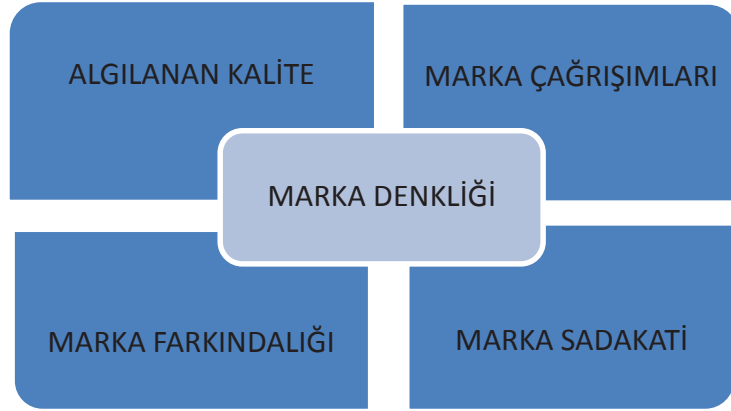 ALGILANAN KALİTE
MARKA ÇAĞRIŞIMLARI
MARKA DENKLİĞİ
MARKA FARKINDALIĞI
MARKA SADAKATİ